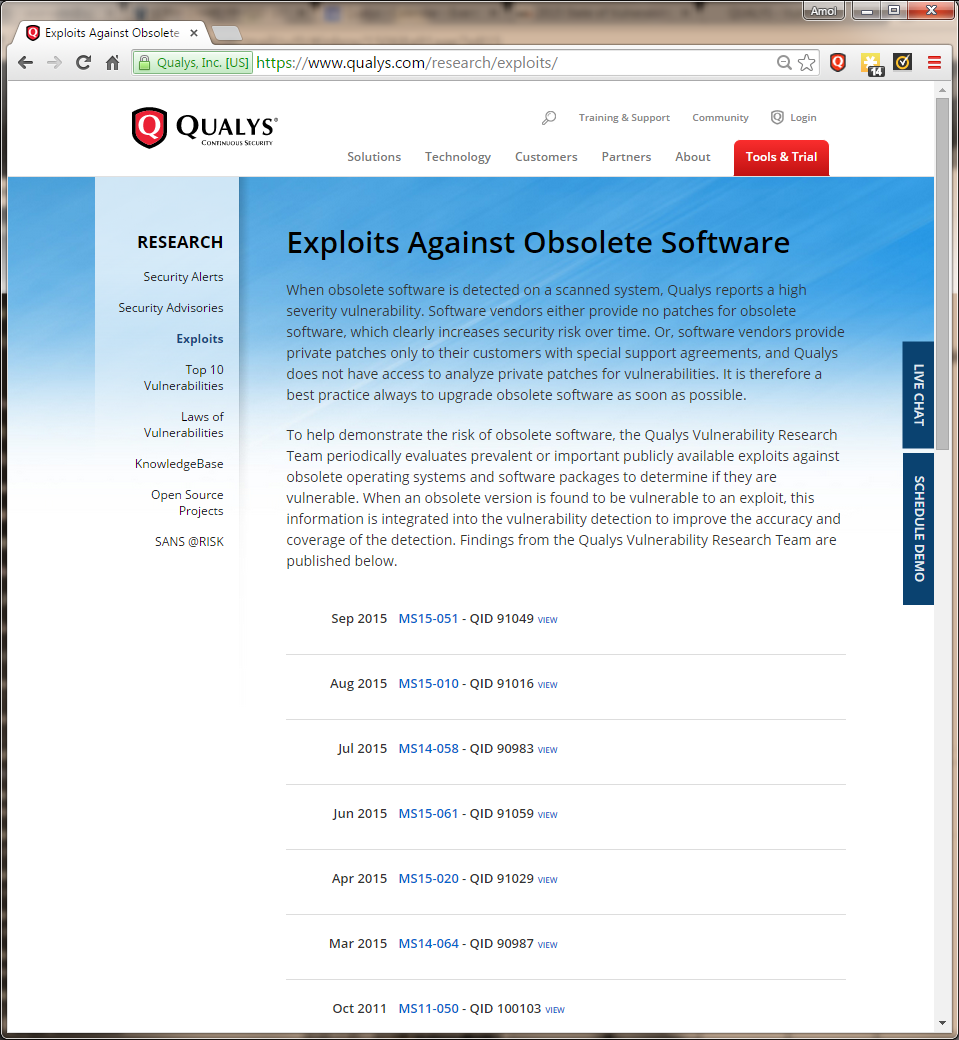 Amol
Exploits Against Obsolete
Qualys, Inc. [US] https://www.qualys.com/research/exploits/
14
QUALYS®
CONTINUOUS SECURITY
Training & Support Community Login
Solutions Technology Customers Partners About Tools & Trial
RESEARCH
Security Alerts
Security Advisories
Exploits
Top 10
Vulnerabilities
Laws of
Vulnerabilities
KnowledgeBase
Open Source
Projects
SANS @RISK
Exploits Against Obsolete Software
When obsolete software is detected on a scanned system, Qualys reports a high
severity vulnerability. Software vendors either provide no patches for obsolete
software, which clearly increases security risk over time. Or, software vendors provide
private patches only to their customers with special support agreements, and Qualys
does not have access to analyze private patches for vulnerabilities. It is therefore a
best practice always to upgrade obsolete software as soon as possible.
To help demonstrate the risk of obsolete software, the Qualys Vulnerability Research
Team periodically evaluates prevalent or important publicly available exploits against
obsolete operating systems and software packages to determine if they are
vulnerable. When an obsolete version is found to be vulnerable to an exploit, this
information is integrated into the vulnerability detection to improve the accuracy and
coverage of the detection. Findings from the Qualys Vulnerability Research Team are
published below.
Sep 2015 MS15-051 - QID 91049 VIEW
Aug 2015 MS15-010 - QID 91016 VIEW
Jul 2015 MS14-058 - QID 90983 VIEW
Jun 2015 MS15-061 - QID 91059 VIEW
Apr 2015 MS15-020 - QID 91029 VIEW
Mar 2015 MS14-064 - QID 90987 VIEW
Oct 2011 MS11-050 - QID 100103 VIEW
LIVE CHAT
SCHEDULE DEMO